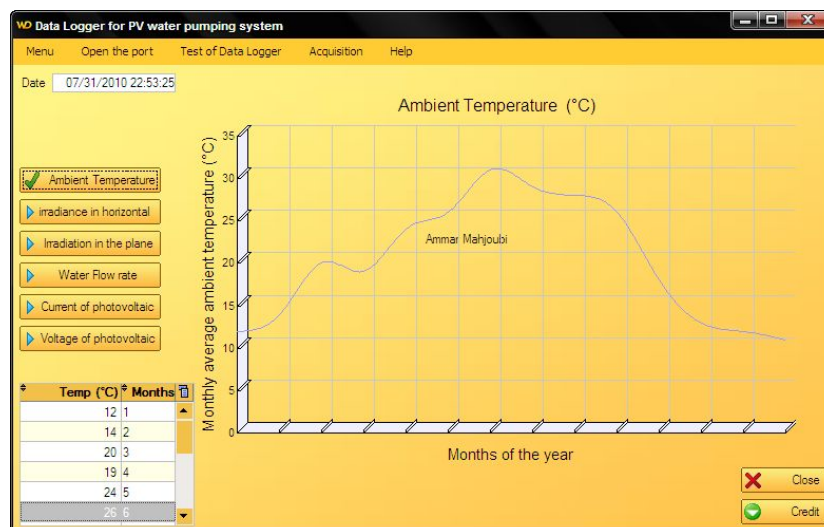 WD Data Logger for PV water pumping system
Menu Open the port Test of Data Logger Acquisition Help
Date 07/31/2010 22:53:25
Ambient Temperature (°C)
Ambient Temperature
irradiance in horizontal
Irradiation in the plane
Water Flow rate
Current of photovoltaic
Voltage of photovoltaic
Monthly average ambient temperature (°C)
35
30
25
20
15
10
5
0
Ammar Mahjoubi
Months of the year
Temp (°C) Months
12 1
14 2
20 3
19 4
24 5
26 6
Close
Credit